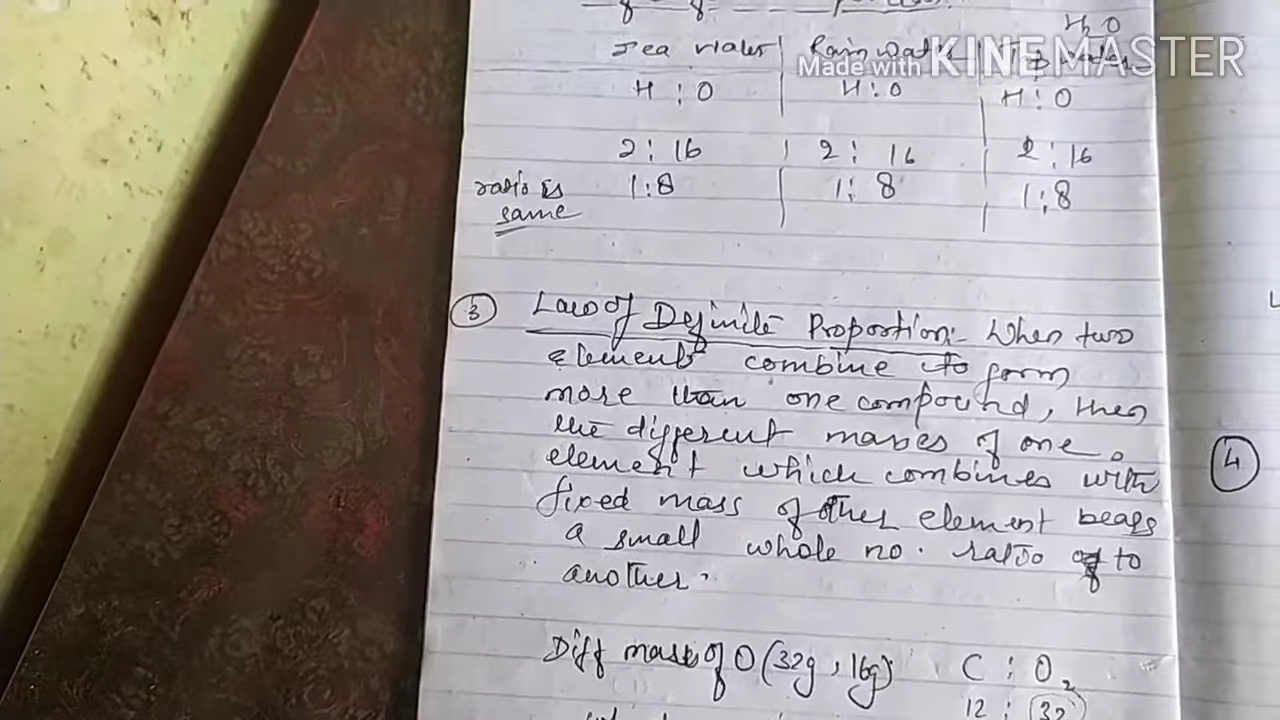 H2O
Sea water Rain Wat
Made with KINEMASTER
H : O H : O H : O
2 : 16 2 : 16 2 : 16
ratio is 1:8 1: 8 1:8
same
3 Law of Definite Proportion:- When two
elements combine to form
more than one compound, then
the different masses of one
element which combines with
fixed mass of other element bears
a small whole no. ratio to
another.
4
Diff mass of O (32g, 16g) C : O2
12 : 32